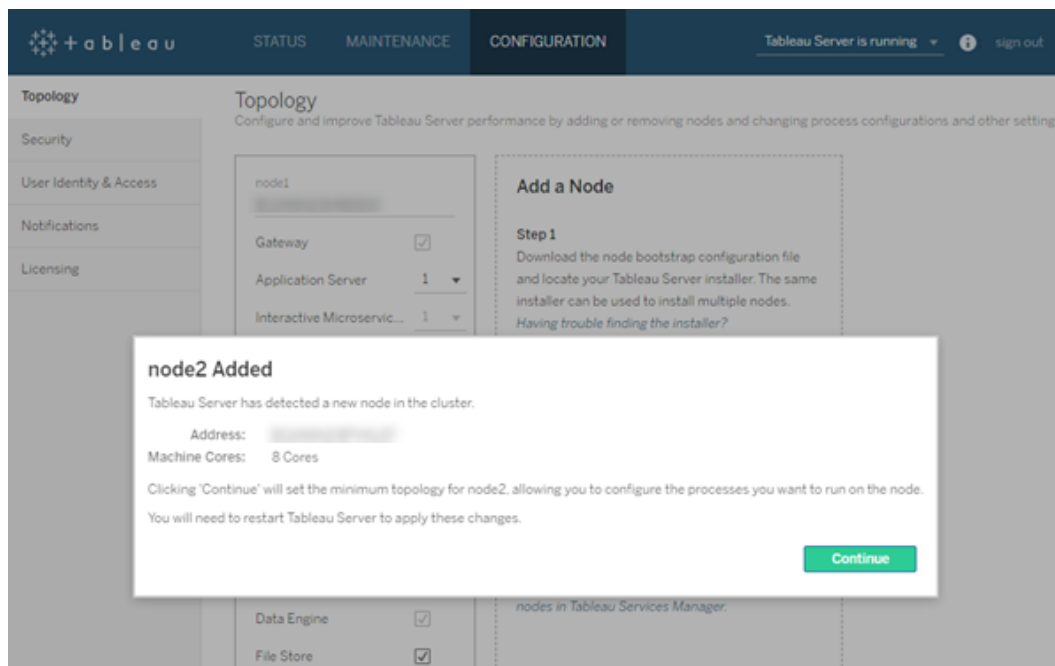 + a b l e a u
STATUS MAINTENANCE CONFIGURATION Tableau Server is running i sign out
Topology
Security
User Identity & Access
Notifications
Licensing
Topology
Configure and improve Tableau Server performance by adding or removing nodes and changing process configurations and other setting
node1
Gateway
Application Server 1
Interactive Microservic... 1
Add a Node
Step 1
Download the node bootstrap configuration file
and locate your Tableau Server installer. The same
installer can be used to install multiple nodes.
Having trouble finding the installer?
node2 Added
Tableau Server has detected a new node in the cluster.
Address:
Machine Cores: 8 Cores
Clicking 'Continue' will set the minimum topology for node2, allowing you to configure the processes you want to run on the node.
You will need to restart Tableau Server to apply these changes.
Continue
Data Engine
File Store
nodes in Tableau Services Manager.